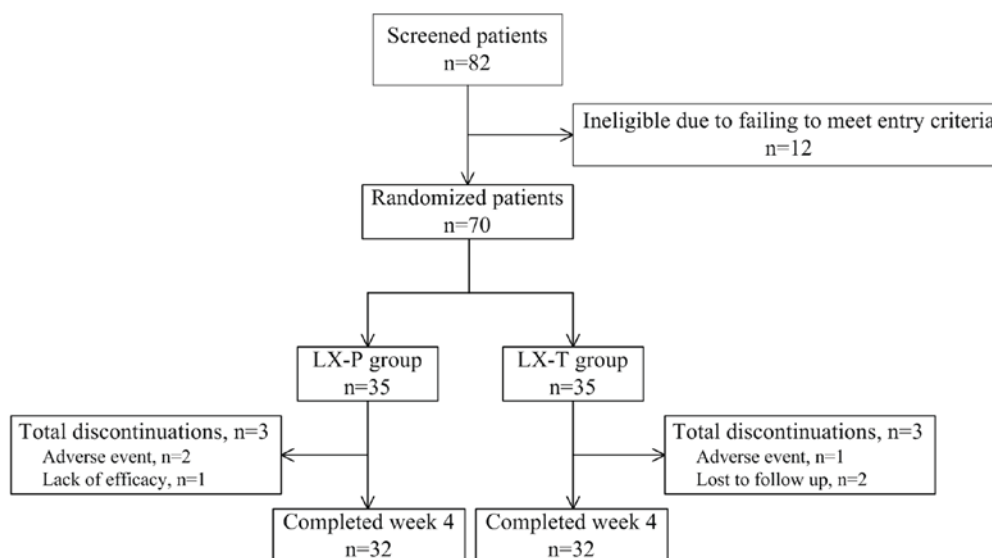 Screened patients
n=82
Ineligible due to failing to meet entry criteria
n=12
Randomized patients
n=70
LX-P group
n=35
LX-T group
n=35
Total discontinuations, n=3
Adverse event, n=2
Lack of efficacy, n=1
Total discontinuations, n=3
Adverse event, n=1
Lost to follow up, n=2
Completed week 4
n=32
Completed week 4
n=32